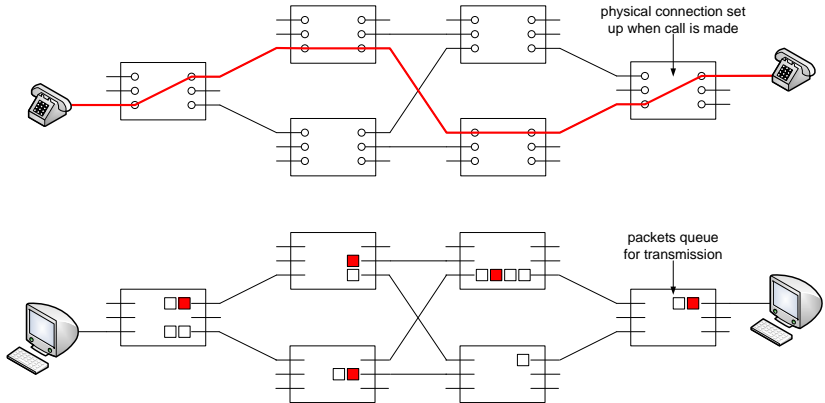 physical connection set
up when call is made
packets queue
for transmission